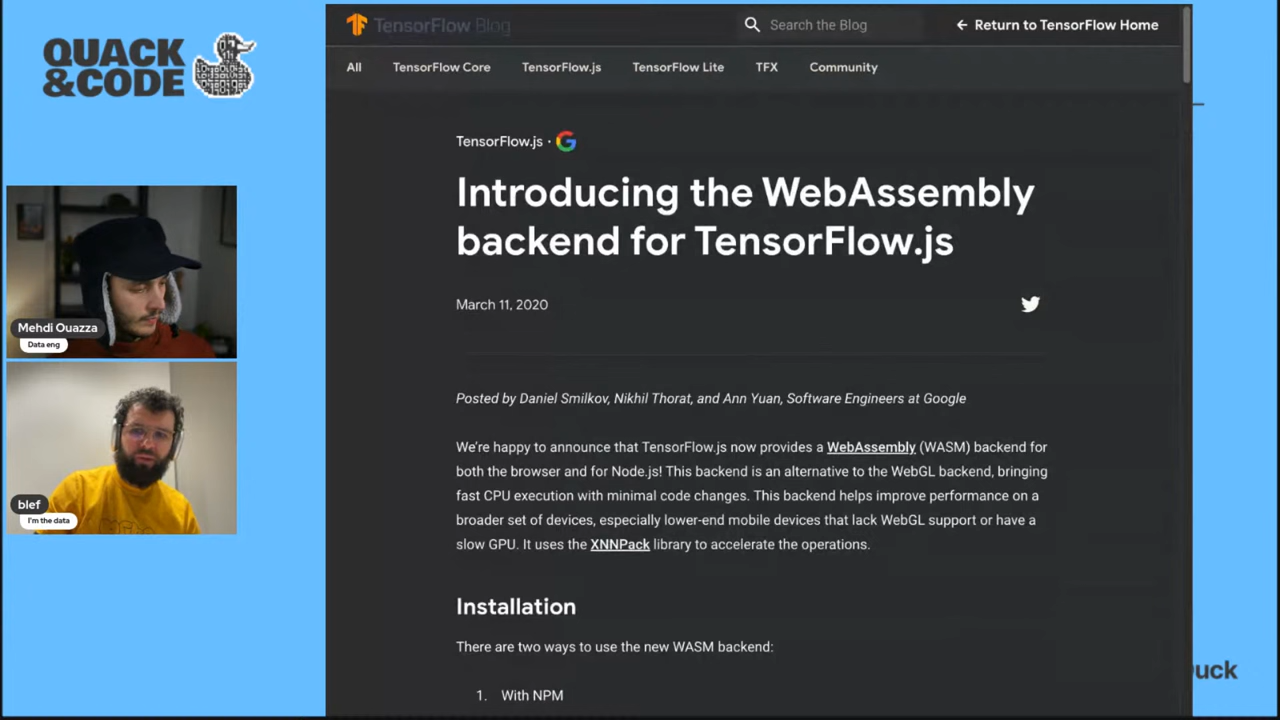 QUACK
&CODE
TensorFlow Blog
Search the Blog
← Return to TensorFlow Home
All
TensorFlow Core
TensorFlow.js
TensorFlow Lite
TFX
Community
TensorFlow.js ·
Introducing the WebAssembly
backend for TensorFlow.js
March 11, 2020
Posted by Daniel Smilkov, Nikhil Thorat, and Ann Yuan, Software Engineers at Google
We're happy to announce that TensorFlow.js now provides a WebAssembly (WASM) backend for
both the browser and for Node.js! This backend is an alternative to the WebGL backend, bringing
fast CPU execution with minimal code changes. This backend helps improve performance on a
broader set of devices, especially lower-end mobile devices that lack WebGL support or have a
slow GPU. It uses the XNNPack library to accelerate the operations.
Installation
There are two ways to use the new WASM backend:
1. With NPM
Mehdi Ouazza
Data eng
blef
I'm the data
uck